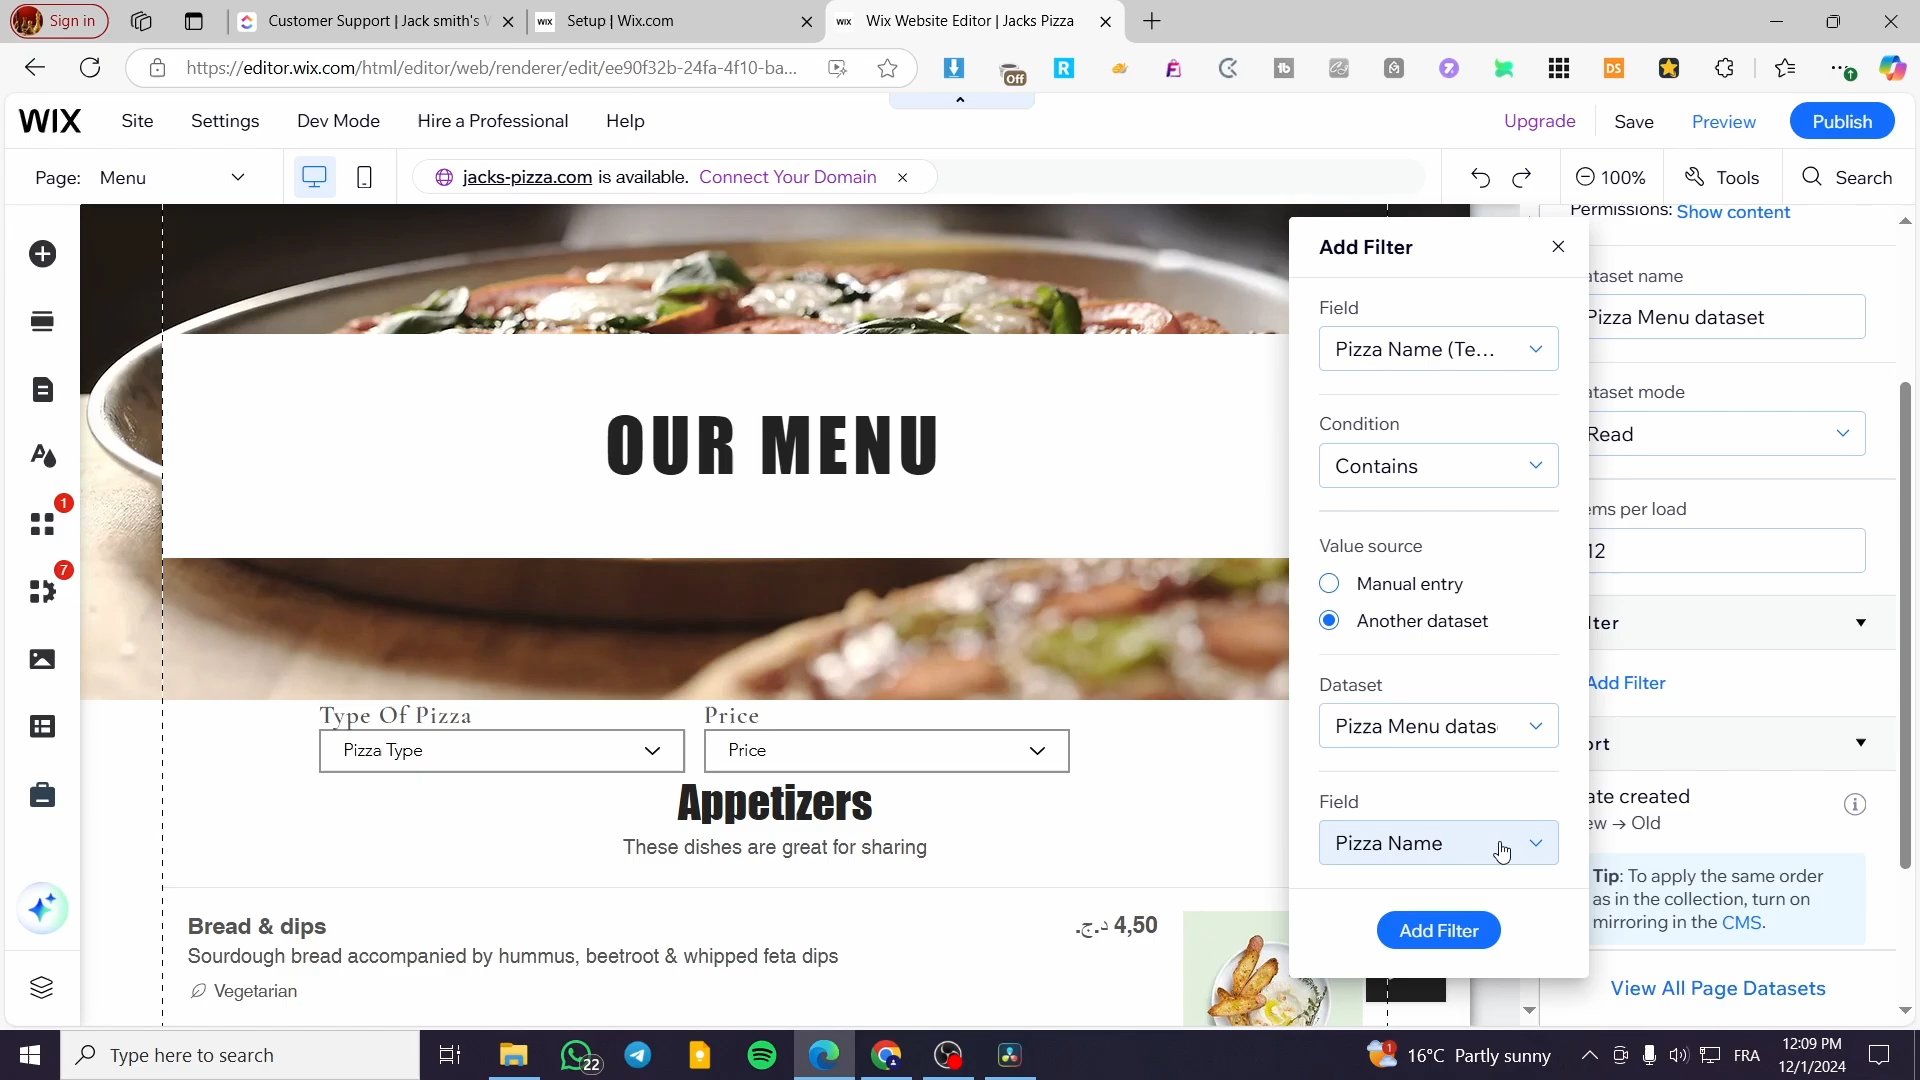 Sign in
Customer Support | Jack smith's W
Setup | Wix.com
Wix Website Editor | Jacks Pizza
https://editor.wix.com/html/editor/web/renderer/edit/ee90f32b-24fa-4f10-ba...
Off
WIX
Site
Settings
Dev Mode
Hire a Professional
Help
Upgrade
Save
Preview
Publish
Page: Menu
jacks-pizza.com is available. Connect Your Domain
100%
Tools
Search
Permissions: Show content
Add Filter
Field
Pizza Name (Te...
Condition
Contains
Value source
Manual entry
Another dataset
Dataset
Pizza Menu datas
Field
Pizza Name
Add Filter
ataset name
Pizza Menu dataset
ataset mode
Read
ems per load
12
lter
Add Filter
ort
ate created
ew → Old
Tip: To apply the same order
as in the collection, turn on
mirroring in the CMS.
View All Page Datasets
1
7
OUR MENU
Type Of Pizza
Price
Pizza Type
Price
Appetizers
These dishes are great for sharing
Bread & dips
د.ج. 4,50
Sourdough bread accompanied by hummus, beetroot & whipped feta dips
Vegetarian
Type here to search
22
1
16°C Partly sunny
FRA
12:09 PM
12/1/2024